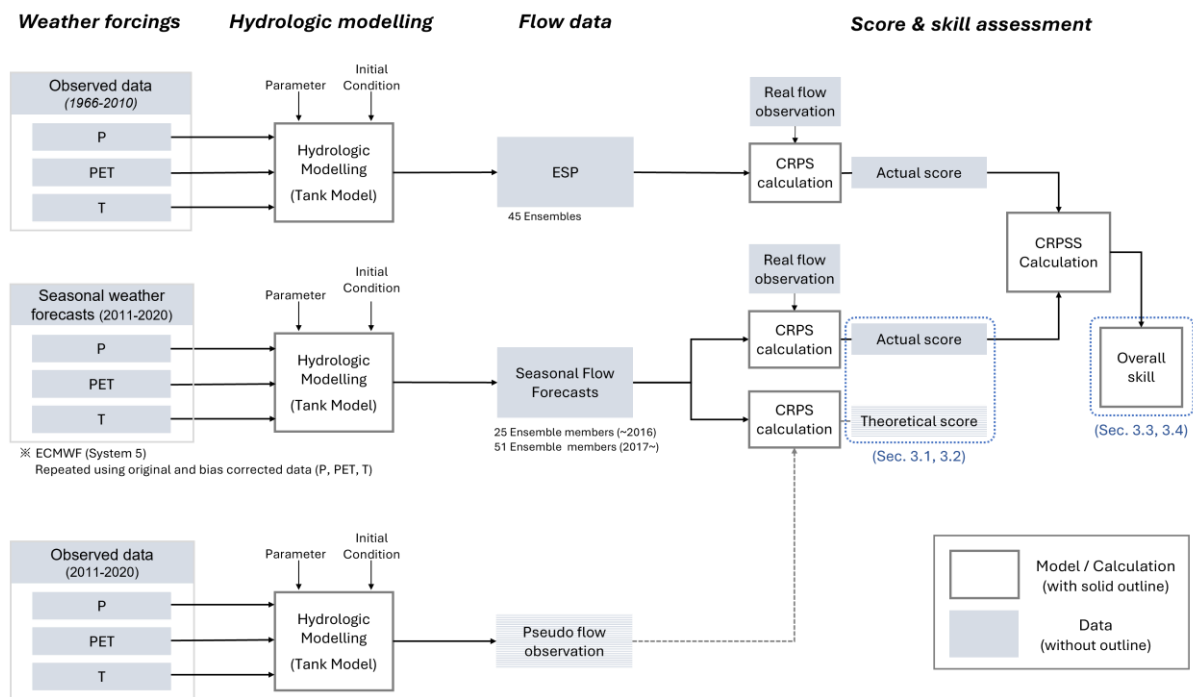 Weather forcings
Hydrologic modelling
Flow data
Score & skill assessment
Observed data
(1966-2010)
P
PET
T
Parameter
Initial
Condition
Hydrologic
Modelling
(Tank Model)
ESP
45 Ensembles
Real flow
observation
CRPS
calculation
Actual score
CRPSS
Calculation
Seasonal weather
forecasts (2011-2020)
P
PET
T
※ ECMWF (System 5)
Repeated using original and bias corrected data (P, PET, T)
Parameter
Initial
Condition
Hydrologic
Modelling
(Tank Model)
Seasonal Flow
Forecasts
25 Ensemble members (~2016)
51 Ensemble members (2017~)
Real flow
observation
CRPS
calculation
Actual score
CRPS
calculation
Theoretical score
(Sec. 3.1, 3.2)
Overall
skill
(Sec. 3.3, 3.4)
Observed data
(2011-2020)
P
PET
T
Parameter
Initial
Condition
Hydrologic
Modelling
(Tank Model)
Pseudo flow
observation
Model / Calculation
(with solid outline)
Data
(without outline)